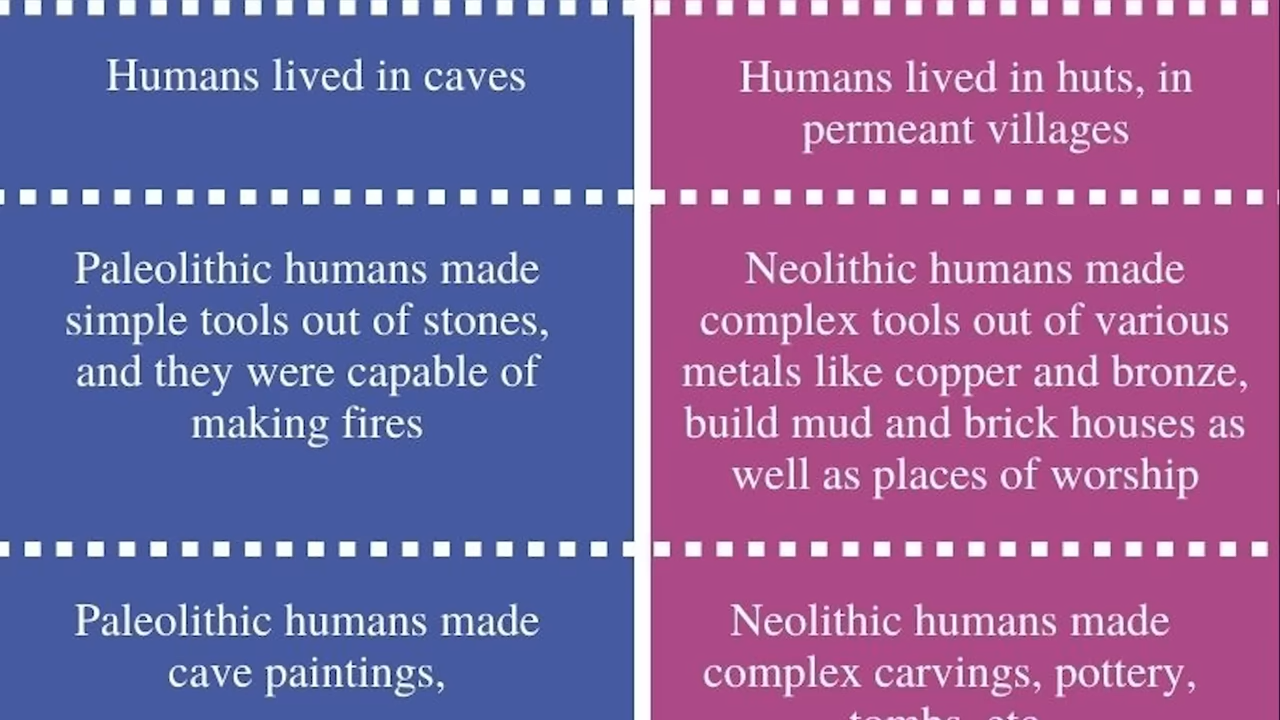 Humans lived in caves
Humans lived in huts, in
permeant villages
Paleolithic humans made
simple tools out of stones,
and they were capable of
making fires
Neolithic humans made
complex tools out of various
metals like copper and bronze,
build mud and brick houses as
well as places of worship
Paleolithic humans made
cave paintings,
Neolithic humans made
complex carvings, pottery,
tombs, etc